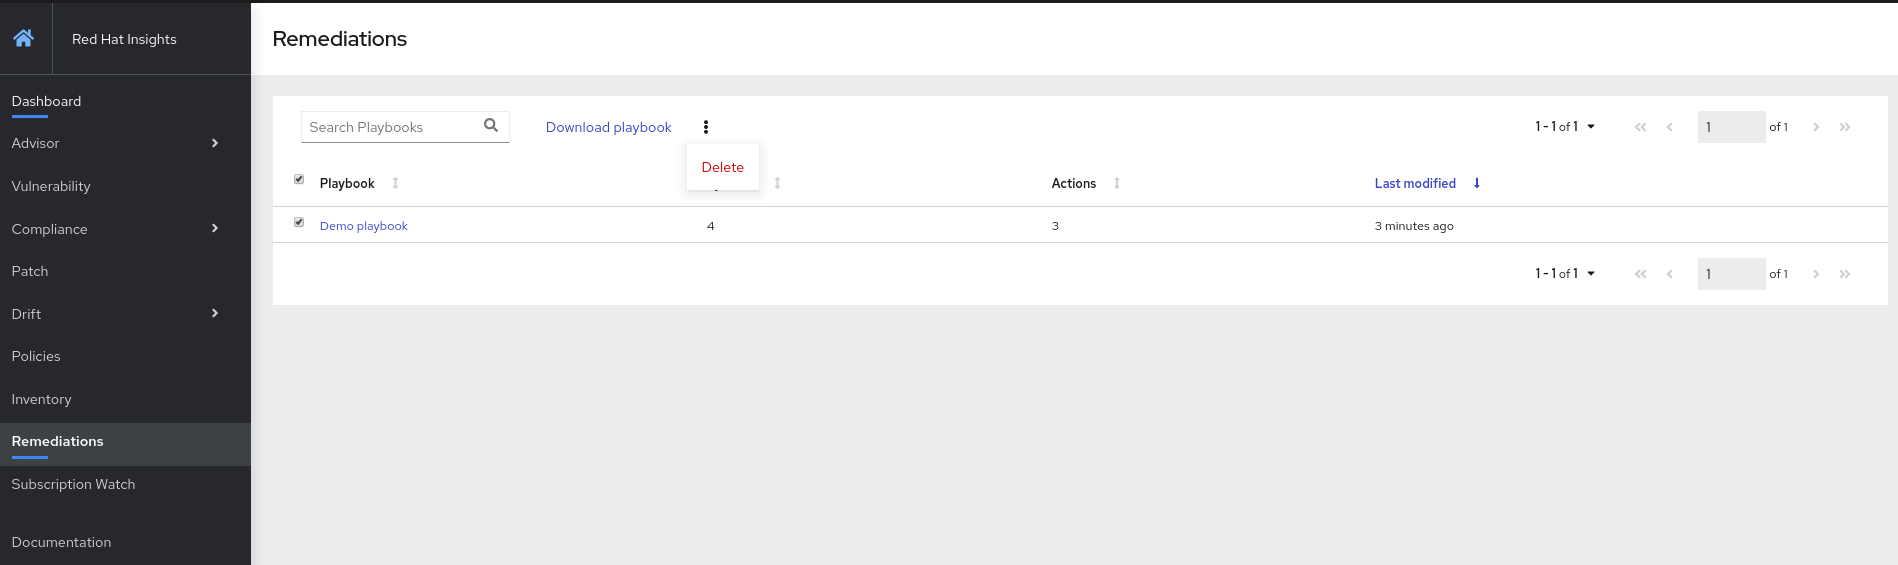 Red Hat Insights
Dashboard
Advisor
Vulnerability
Compliance
Patch
Drift
Policies
Inventory
Remediations
Subscription Watch
Documentation
Remediations
Search Playbooks Download playbook 1 - 1 of 1 1 of 1
Delete
Playbook Actions Last modified
Demo playbook 4 3 3 minutes ago
1 - 1 of 1 1 of 1